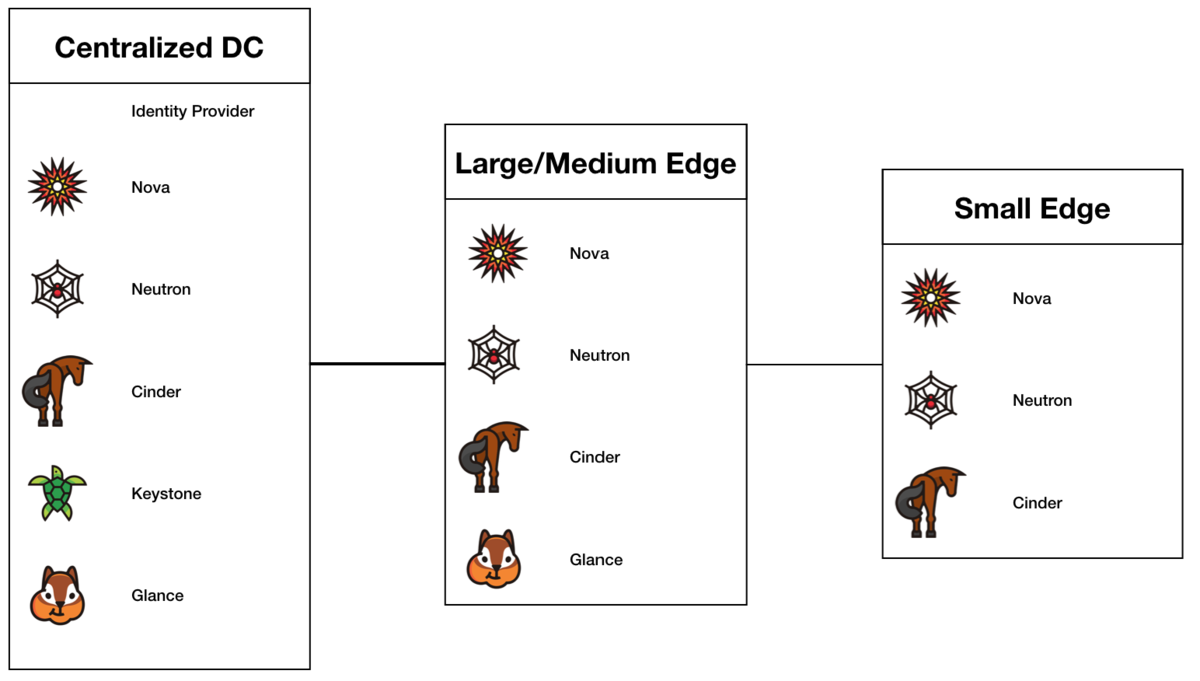 Centralized DC
Identity Provider
Nova
Neutron
Cinder
Keystone
Glance
Large/Medium Edge
Nova
Neutron
Cinder
Glance
Small Edge
Nova
Neutron
Cinder